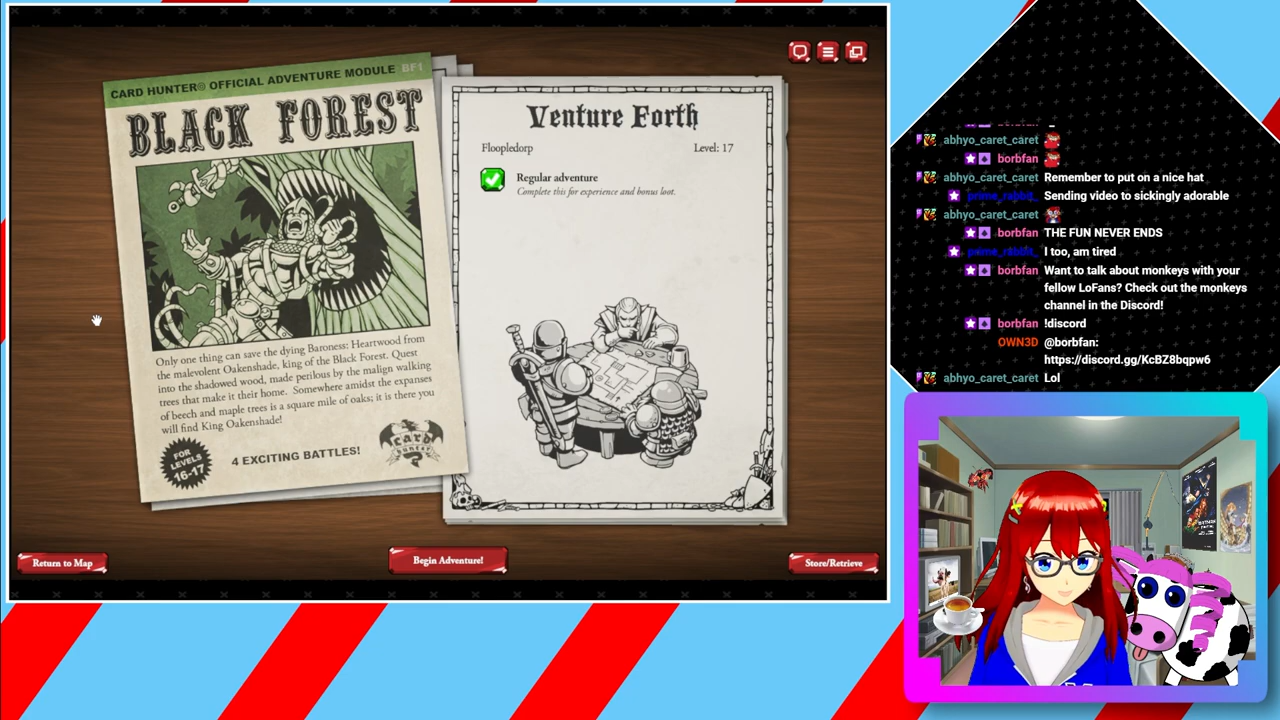 CARD HUNTER® OFFICIAL ADVENTURE MODULE BF1
BLACK FOREST
Only one thing can save the dying Baroness: Heartwood from
the malevolent Oakenshade, king of the Black Forest. Quest
into the shadowed wood, made perilous by the malign walking
trees that make it their home. Somewhere amidst the expanses
of beech and maple trees is a square mile of oaks; it is there you
will find King Oakenshade!
FOR
LEVELS
16-17
4 EXCITING BATTLES!
card
hunter
Venture Forth
Floopledorp
Level: 17
Regular adventure
Complete this for experience and bonus loot.
Return to Map
Begin Adventure!
Store/Retrieve
abhyo_caret_caret
borbfan
abhyo_caret_caret Remember to put on a nice hat
prime_rabbit_ Sending video to sickingly adorable
abhyo_caret_caret
borbfan THE FUN NEVER ENDS
prime_rabbit_ I too, am tired
borbfan Want to talk about monkeys with your
fellow LoFans? Check out the monkeys
channel in the Discord!
borbfan !discord
OWN3D @borbfan:
https://discord.gg/KcBZ8bqpw6
abhyo_caret_caret Lol